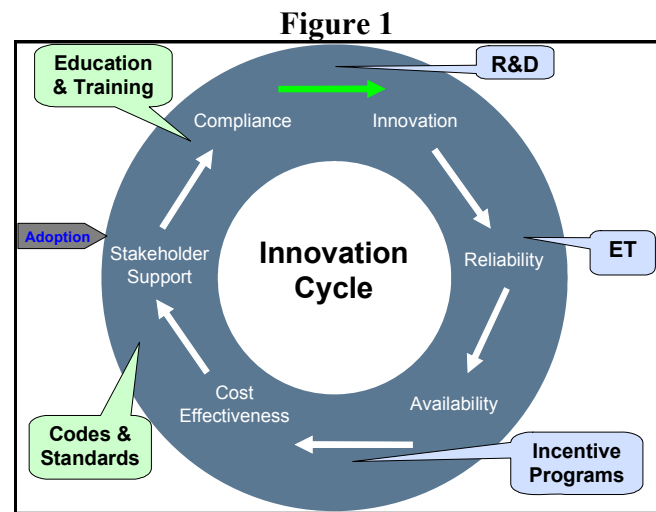 Figure 1
Education
& Training
R&D
Compliance
Innovation
Adoption
Stakeholder
Support
Innovation
Cycle
Reliability
ET
Cost
Effectiveness
Availability
Codes &
Standards
Incentive
Programs